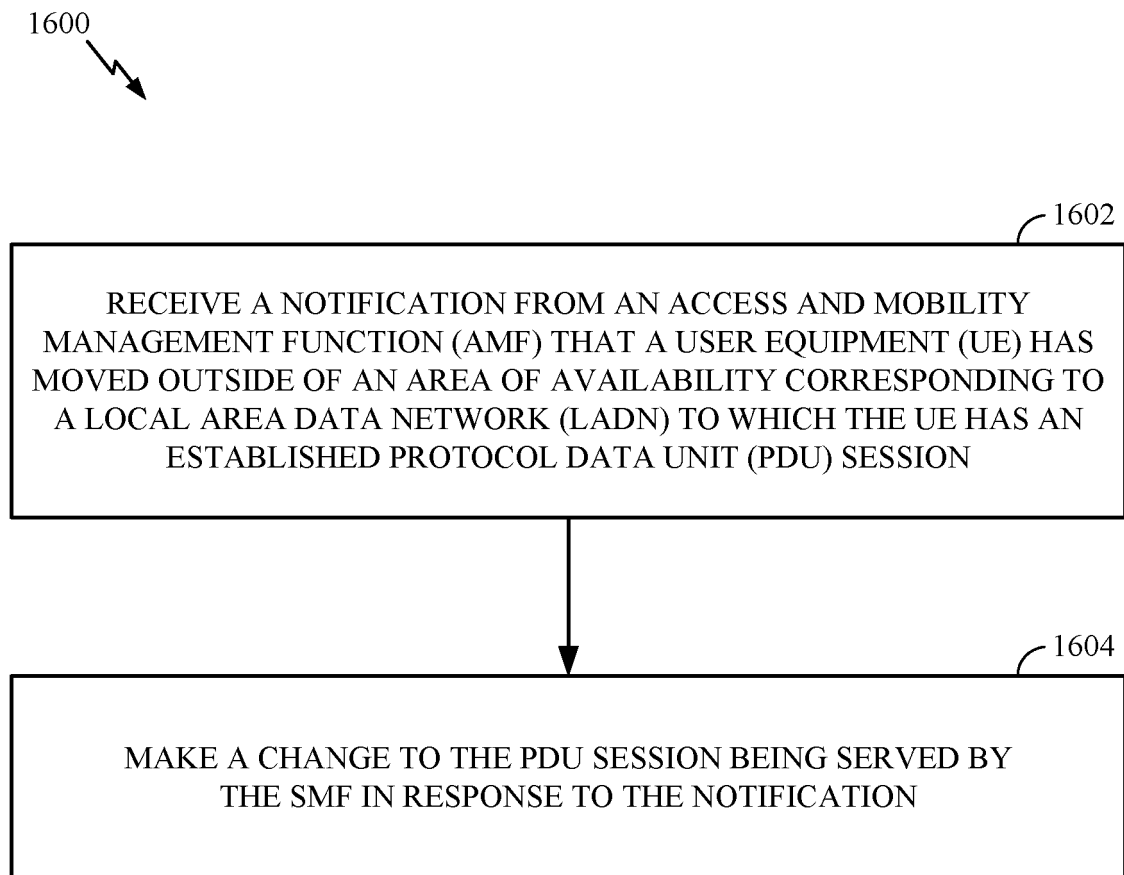 1600
1602
RECEIVE A NOTIFICATION FROM AN ACCESS AND MOBILITY
MANAGEMENT FUNCTION (AMF) THAT A USER EQUIPMENT (UE) HAS
MOVED OUTSIDE OF AN AREA OF AVAILABILITY CORRESPONDING TO
A LOCAL AREA DATA NETWORK (LADN) TO WHICH THE UE HAS AN
ESTABLISHED PROTOCOL DATA UNIT (PDU) SESSION
1604
MAKE A CHANGE TO THE PDU SESSION BEING SERVED BY
THE SMF IN RESPONSE TO THE NOTIFICATION